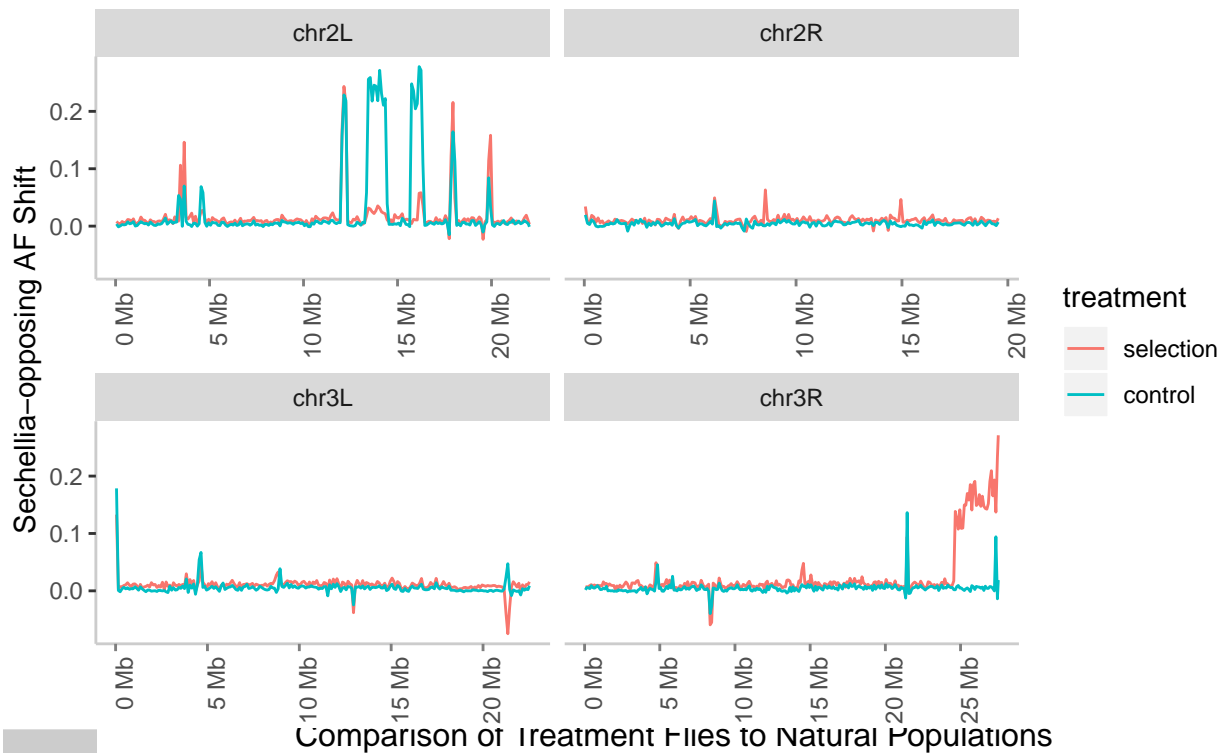 chr2L
chr2R
Sechellia−opposing AF Shift
0.2
0.1
0.0
0 Mb
5 Mb
10 Mb
15 Mb
20 Mb
0 Mb
5 Mb
10 Mb
15 Mb
20 Mb
chr3L
chr3R
0.2
0.1
0.0
0 Mb
5 Mb
10 Mb
15 Mb
20 Mb
0 Mb
5 Mb
10 Mb
15 Mb
20 Mb
25 Mb
treatment
selection
control
Comparison of Treatment Flies to Natural Populations